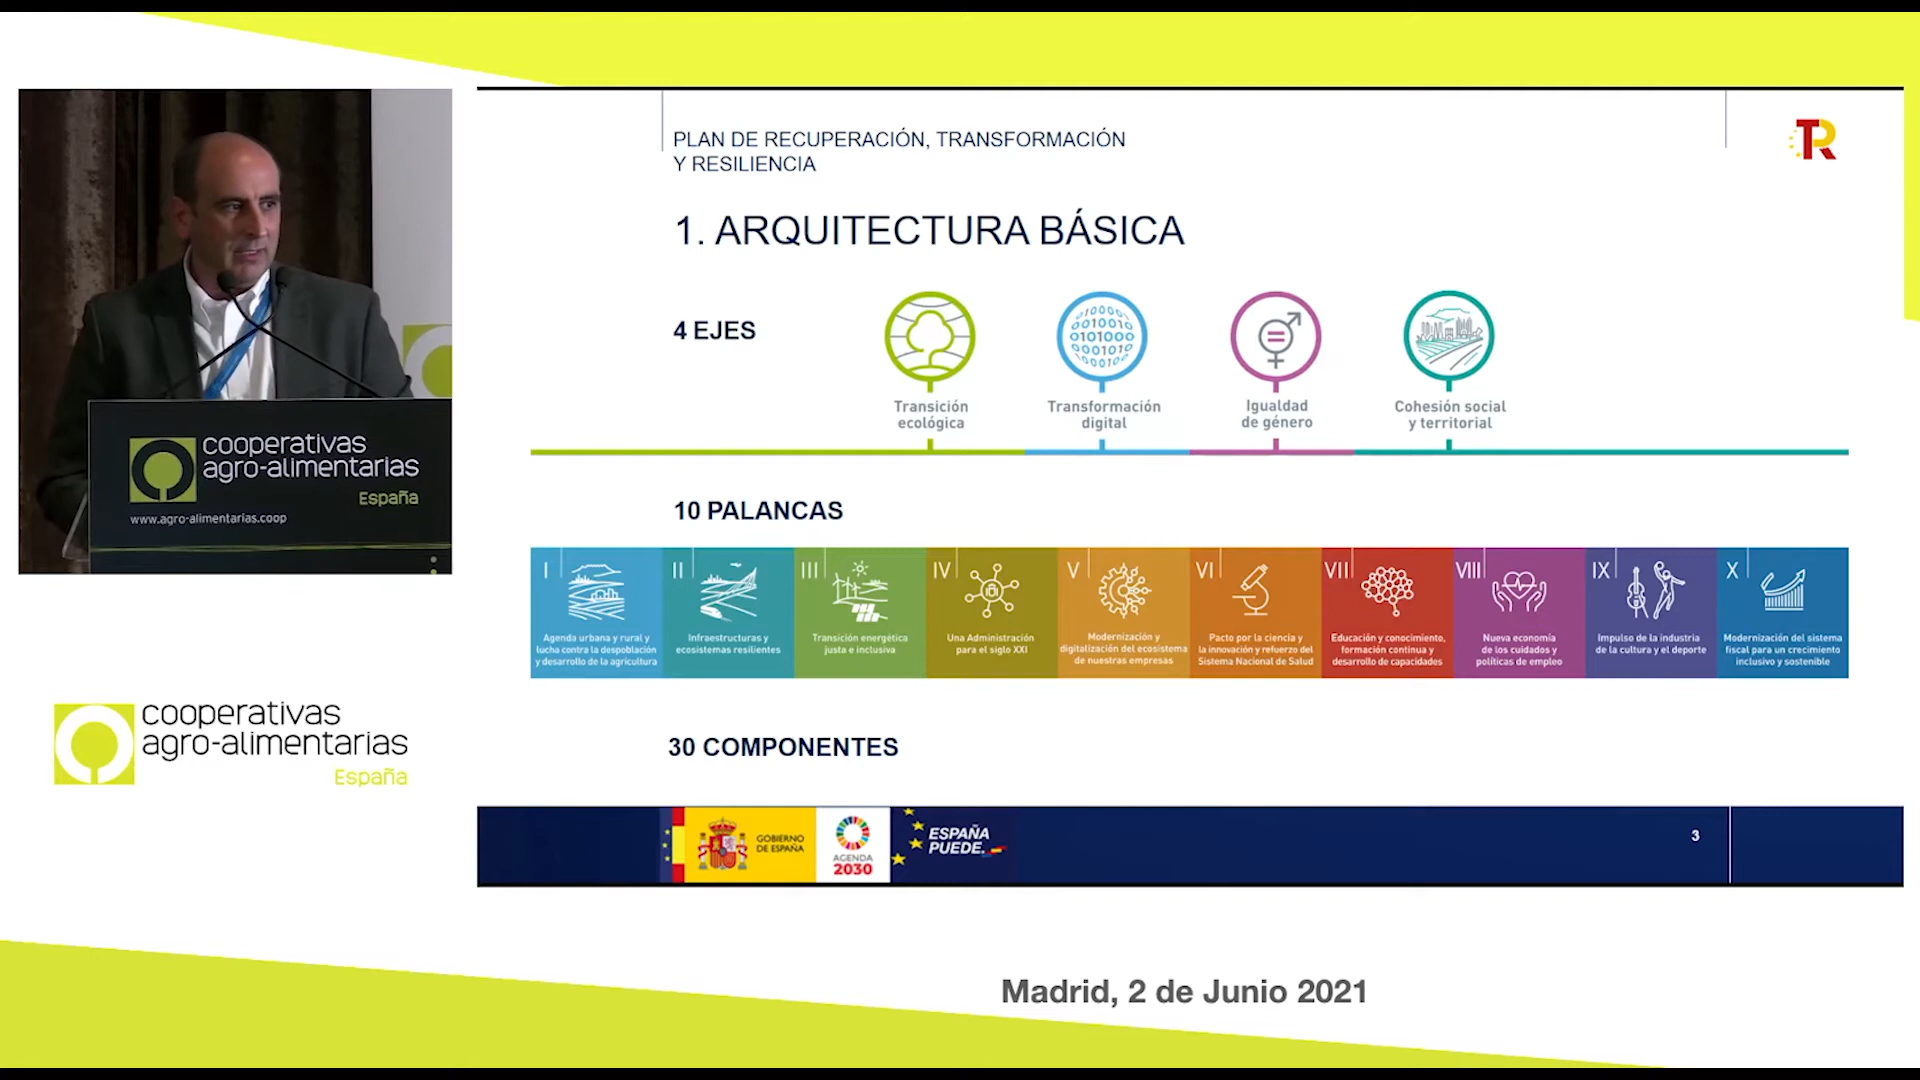 PLAN DE RECUPERACIÓN, TRANSFORMACIÓN
Y RESILIENCIA
TR
1. ARQUITECTURA BÁSICA
4 EJES
001010
0101000
000101
Transición
ecológica
Transformación
digital
Igualdad
de género
Cohesión social
y territorial
10 PALANCAS
I
Agenda urbana y rural y
lucha contra la despoblación
y desarrollo de la agricultura
II
Infraestructuras y
ecosistemas resilientes
III
Transición energética
justa e inclusiva
IV
Una Administración
para el siglo XXI
V
Modernización y
digitalización del ecosistema
de nuestras empresas
VI
Pacto por la ciencia y
la innovación y refuerzo del
Sistema Nacional de Salud
VII
Educación y conocimiento,
formación continua y
desarrollo de capacidades
VIII
Nueva economía
de los cuidados y
políticas de empleo
IX
Impulso de la industria
de la cultura y el deporte
X
Modernización del sistema
fiscal para un crecimiento
inclusivo y sostenible
30 COMPONENTES
GOBIERNO
DE ESPAÑA
AGENDA
2030
ESPAÑA
PUEDE.
3
cooperativas
agro-alimentarias
España
www.agro-alimentarias.coop
cooperativas
agro-alimentarias
España
Madrid, 2 de Junio 2021